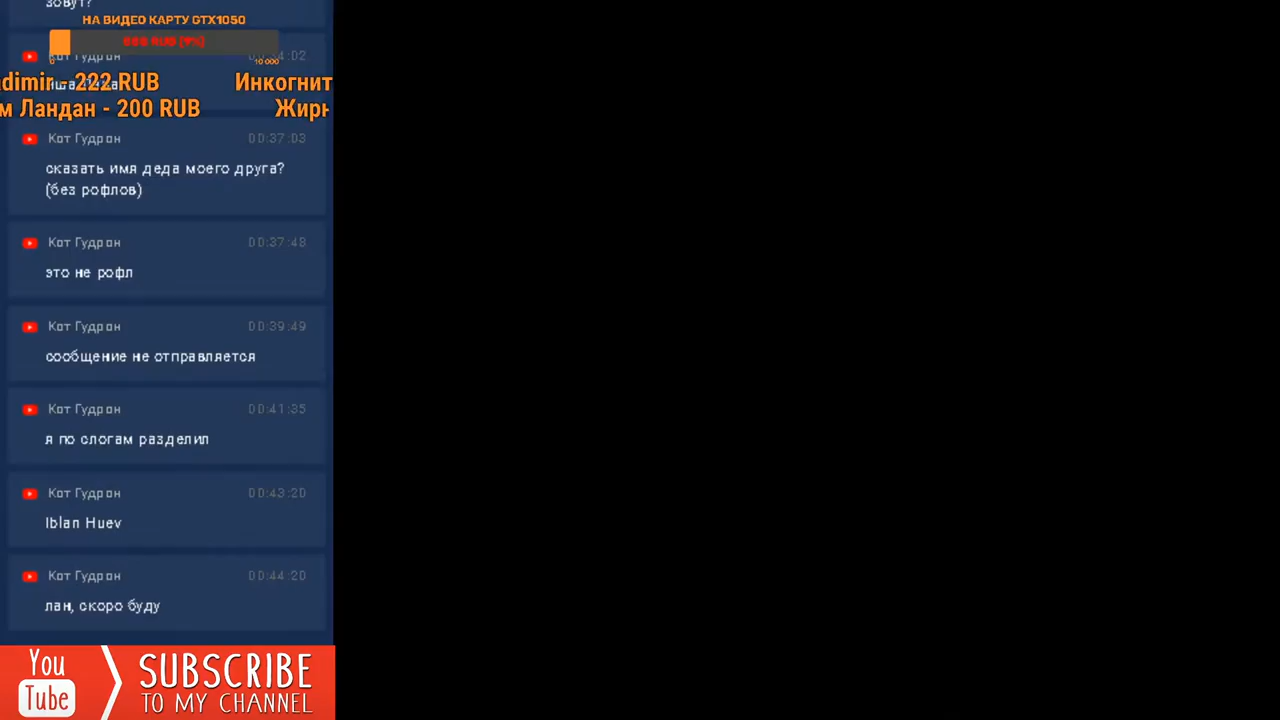 зовут?
НА ВИДЕО КАРТУ GTX1050
0
10 000
dimir - 222 RUB
Инкогнит
м Ландан - 200 RUB
Жирн
Кот Гудрон 00:37:03
сказать имя деда моего друга?
(без рофлов)
Кот Гудрон 00:37:48
это не рофл
Кот Гудрон 00:39:49
сообщение не отправляется
Кот Гудрон 00:41:35
я по слогам разделил
Кот Гудрон 00:43:20
Iblan Huev
Кот Гудрон 00:44:20
лан, скоро буду
You
Tube
SUBSCRIBE
TO MY CHANNEL